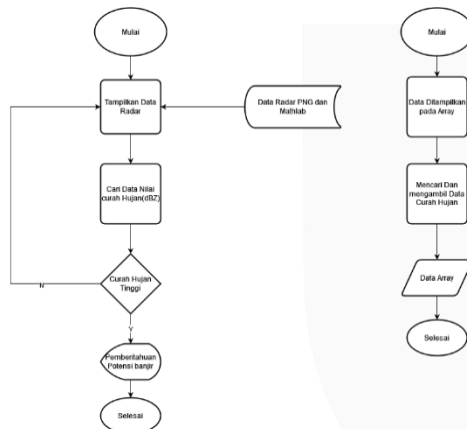 Mulai
Tampilkan Data
Radar
Data Radar PNG dan
Mathlab
Cari Data Nilai
curah Hujan(dBZ)
Curah Hujan
Tinggi
N
Y
Pemberitahuan
Potensi banjir
Selesai
Mulai
Data Ditampilkan
pada Array
Mencari Dan
mengambil Data
Curah Hujan
Data Array
Selesai